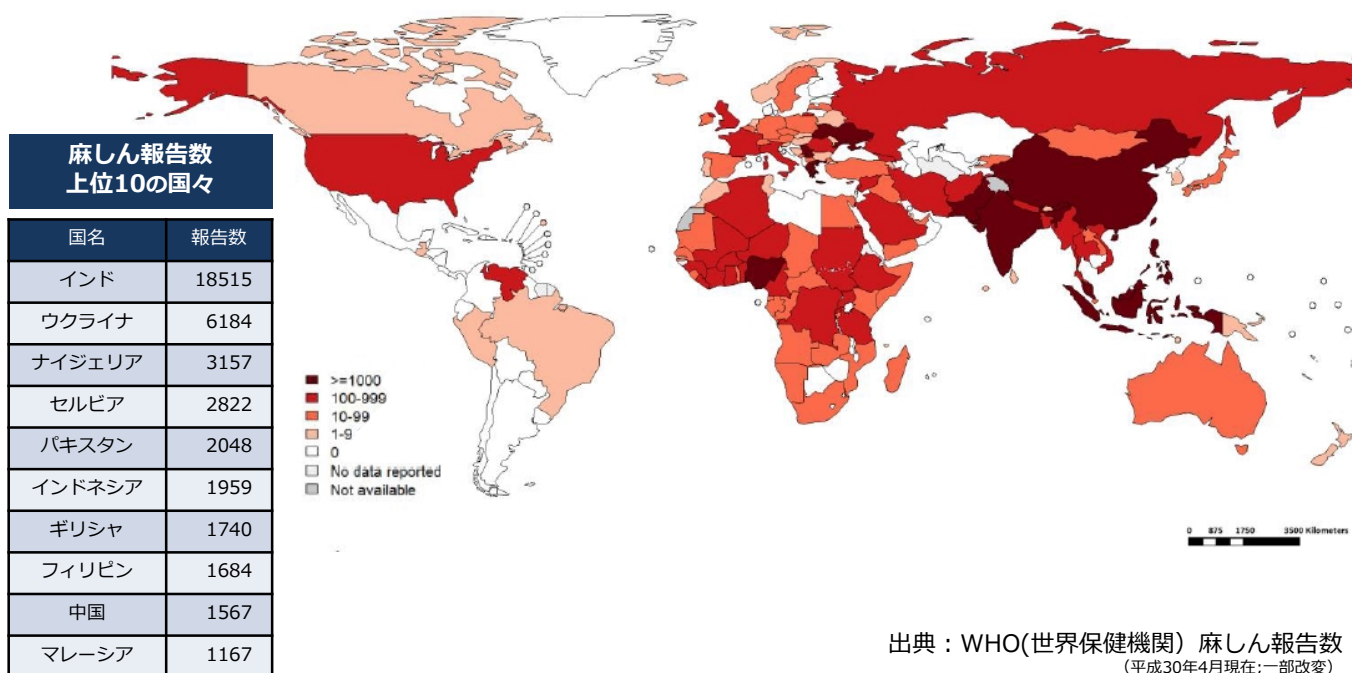 麻しん報告数
上位10の国々
国名 報告数
インド 18515
ウクライナ 6184
ナイジェリア 3157
セルビア 2822
パキスタン 2048
インドネシア 1959
ギリシャ 1740
フィリピン 1684
中国 1567
マレーシア 1167
>=1000
100-999
10-99
1-9
0
No data reported
Not available
0 875 1750 3500 Kilometers
出典：WHO(世界保健機関）麻しん報告数
（平成30年4月現在;一部改変）